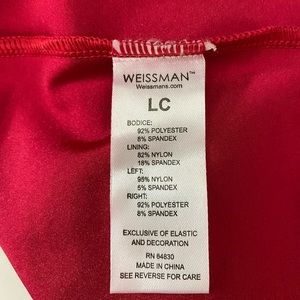 WEISSMAN™
Weissmans.com
LC
BODICE:
92% POLYESTER
8% SPANDEX
LINING:
82% NYLON
18% SPANDEX
LEFT:
95% NYLON
5% SPANDEX
RIGHT:
92% POLYESTER
8% SPANDEX
EXCLUSIVE OF ELASTIC
AND DECORATION
RN 64830
MADE IN CHINA
SEE REVERSE FOR CARE